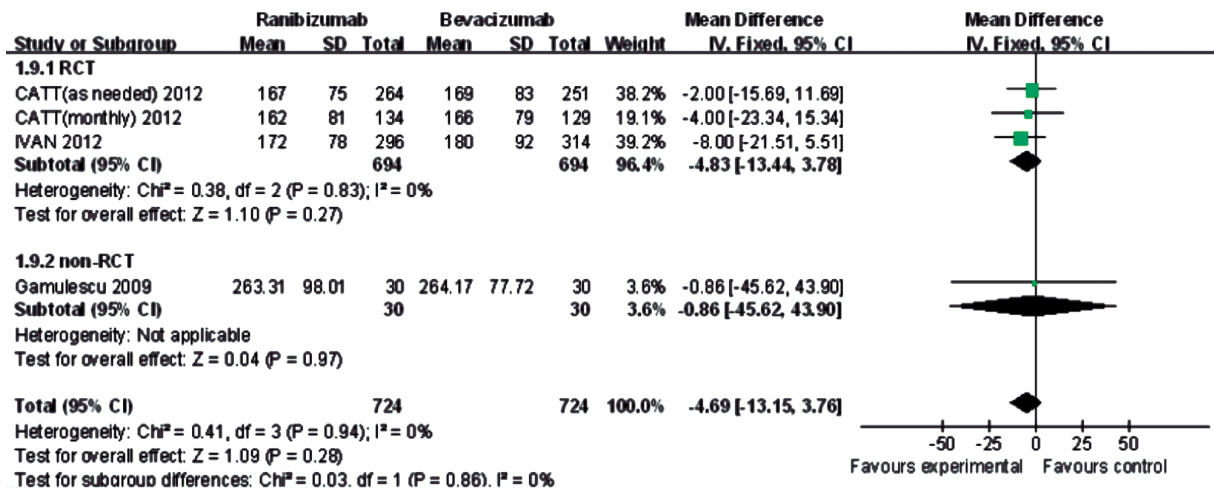 Ranibizumab Bevacizumab Mean Difference Mean Difference
Study or Subgroup Mean SD Total Mean SD Total Weight IV, Fixed, 95% CI IV, Fixed, 95% CI
1.9.1 RCT
CATT(as needed) 2012 167 75 264 169 83 251 38.2% -2.00 [-15.69, 11.69]
CATT(monthly) 2012 162 81 134 166 79 129 19.1% -4.00 [-23.34, 15.34]
IVAN 2012 172 78 296 180 92 314 39.2% -8.00 [-21.51, 5.51]
Subtotal (95% CI) 694 694 96.4% -4.83 [-13.44, 3.78]
Heterogeneity: Chi² = 0.38, df = 2 (P = 0.83); I² = 0%
Test for overall effect: Z = 1.10 (P = 0.27)
1.9.2 non-RCT
Gamulescu 2009 263.31 98.01 30 264.17 77.72 30 3.6% -0.86 [-45.62, 43.90]
Subtotal (95% CI) 30 30 3.6% -0.86 [-45.62, 43.90]
Heterogeneity: Not applicable
Test for overall effect: Z = 0.04 (P = 0.97)
Total (95% CI) 724 724 100.0% -4.69 [-13.15, 3.76]
Heterogeneity: Chi² = 0.41, df = 3 (P = 0.94); I² = 0%
Test for overall effect: Z = 1.09 (P = 0.28)
Test for subgroup differences: Chi² = 0.03, df = 1 (P = 0.86), I² = 0%
-50 -25 0 25 50
Favours experimental Favours control